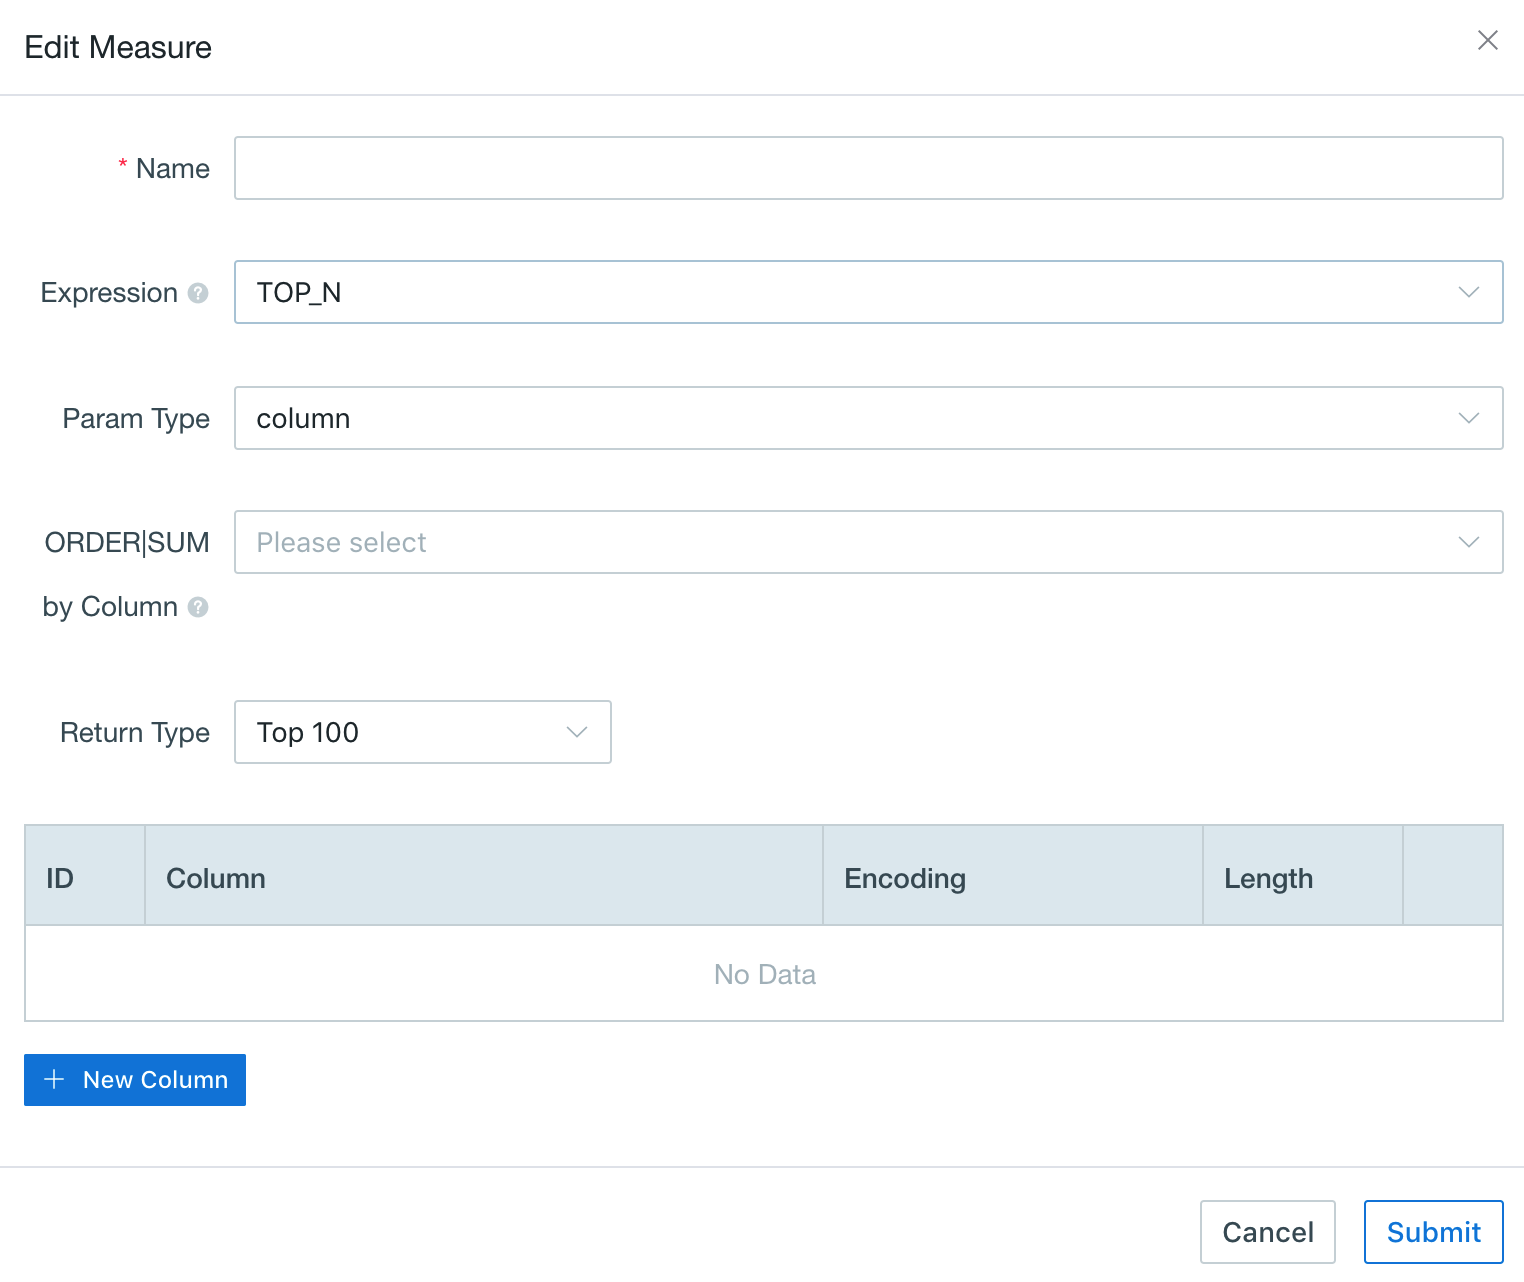 Edit Measure
* Name
Expression ?
TOP_N
Param Type
column
ORDER|SUM
by Column ?
Please select
Return Type
Top 100
ID Column Encoding Length
No Data
+ New Column
Cancel Submit